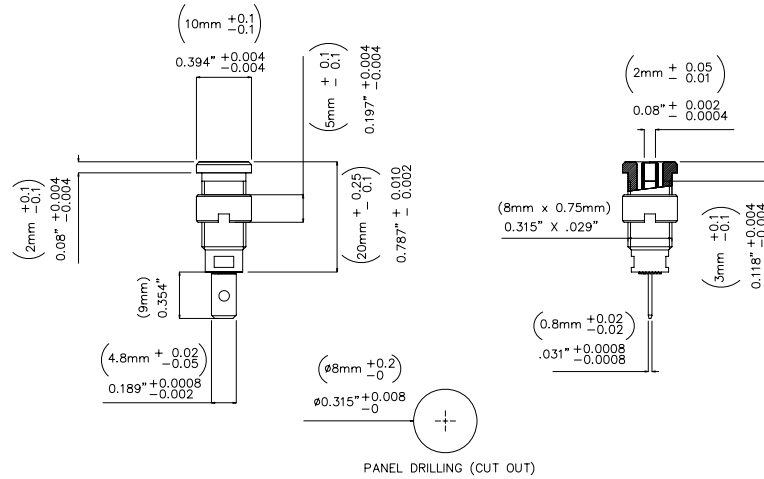 (10mm +0.1 −0.1)
0.394" +0.004 −0.004
(5mm + 0.1 − 0.1)
0.197" +0.004 −0.004
(2mm +0.1 −0.1)
0.08" +0.004 −0.004
(20mm + 0.25 − 0.1)
0.787" + 0.010 − 0.002
(9mm)
0.354"
(4.8mm + 0.02 −0.05)
0.189" +0.0008 −0.002
(ø8mm +0.2 −0)
ø0.315" +0.008 −0
PANEL DRILLING (CUT OUT)
(2mm + 0.05 − 0.01)
0.08" + 0.002 − 0.0004
(8mm x 0.75mm)
0.315" X .029"
(3mm +0.1 −0.1)
0.118" +0.004 −0.004
(0.8mm +0.02 −0.02)
.031" +0.0008 −0.0008